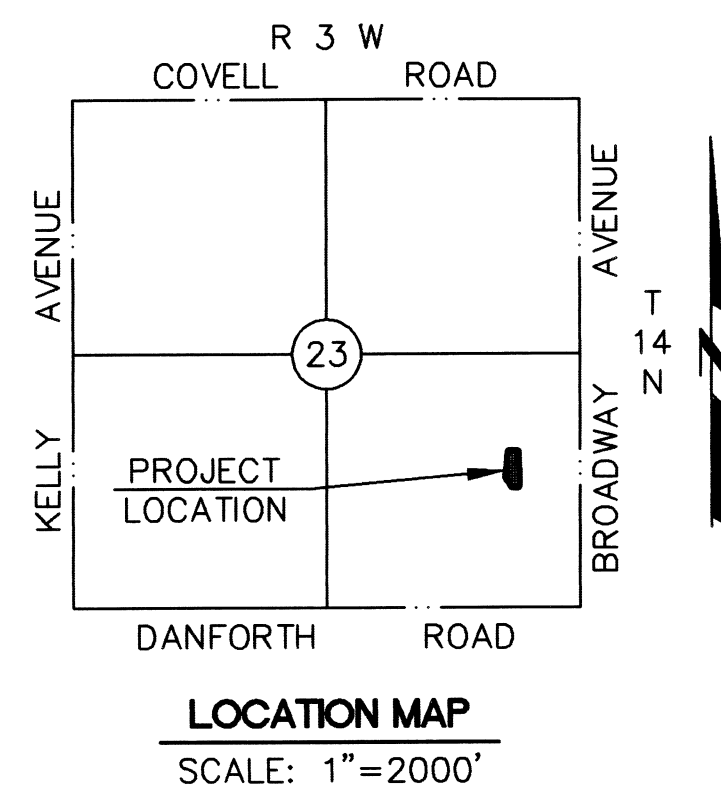 R 3 W
COVELL ROAD
KELLY AVENUE
BROADWAY AVENUE
T
14
N
23
PROJECT
LOCATION
DANFORTH ROAD
LOCATION MAP
SCALE: 1"=2000'